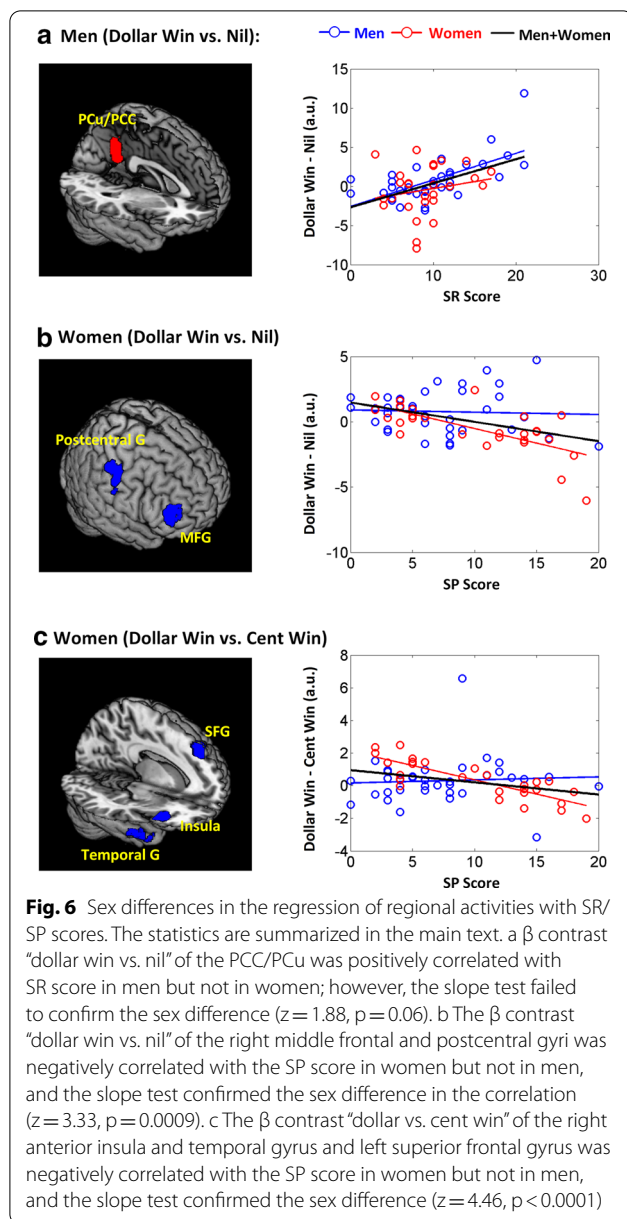 a Men (Dollar Win vs. Nil):
Men Women Men+Women
PCu/PCC
Dollar Win - Nil (a.u.)
15
10
5
0
-5
-10
0 10 20 30
SR Score
b Women (Dollar Win vs. Nil)
Postcentral G
MFG
Dollar Win - Nil (a.u.)
5
0
-5
-10
0 5 10 15 20
SP Score
c Women (Dollar Win vs. Cent Win)
SFG
Insula
Temporal G
Dollar Win - Cent Win (a.u.)
8
6
4
2
0
-2
-4
0 5 10 15 20
SP Score
Fig. 6 Sex differences in the regression of regional activities with SR/
SP scores. The statistics are summarized in the main text. a β contrast
“dollar win vs. nil” of the PCC/PCu was positively correlated with
SR score in men but not in women; however, the slope test failed
to confirm the sex difference (z = 1.88, p = 0.06). b The β contrast
“dollar win vs. nil” of the right middle frontal and postcentral gyri was
negatively correlated with the SP score in women but not in men,
and the slope test confirmed the sex difference in the correlation
(z = 3.33, p = 0.0009). c The β contrast “dollar vs. cent win” of the right
anterior insula and temporal gyrus and left superior frontal gyrus was
negatively correlated with the SP score in women but not in men,
and the slope test confirmed the sex difference (z = 4.46, p < 0.0001)